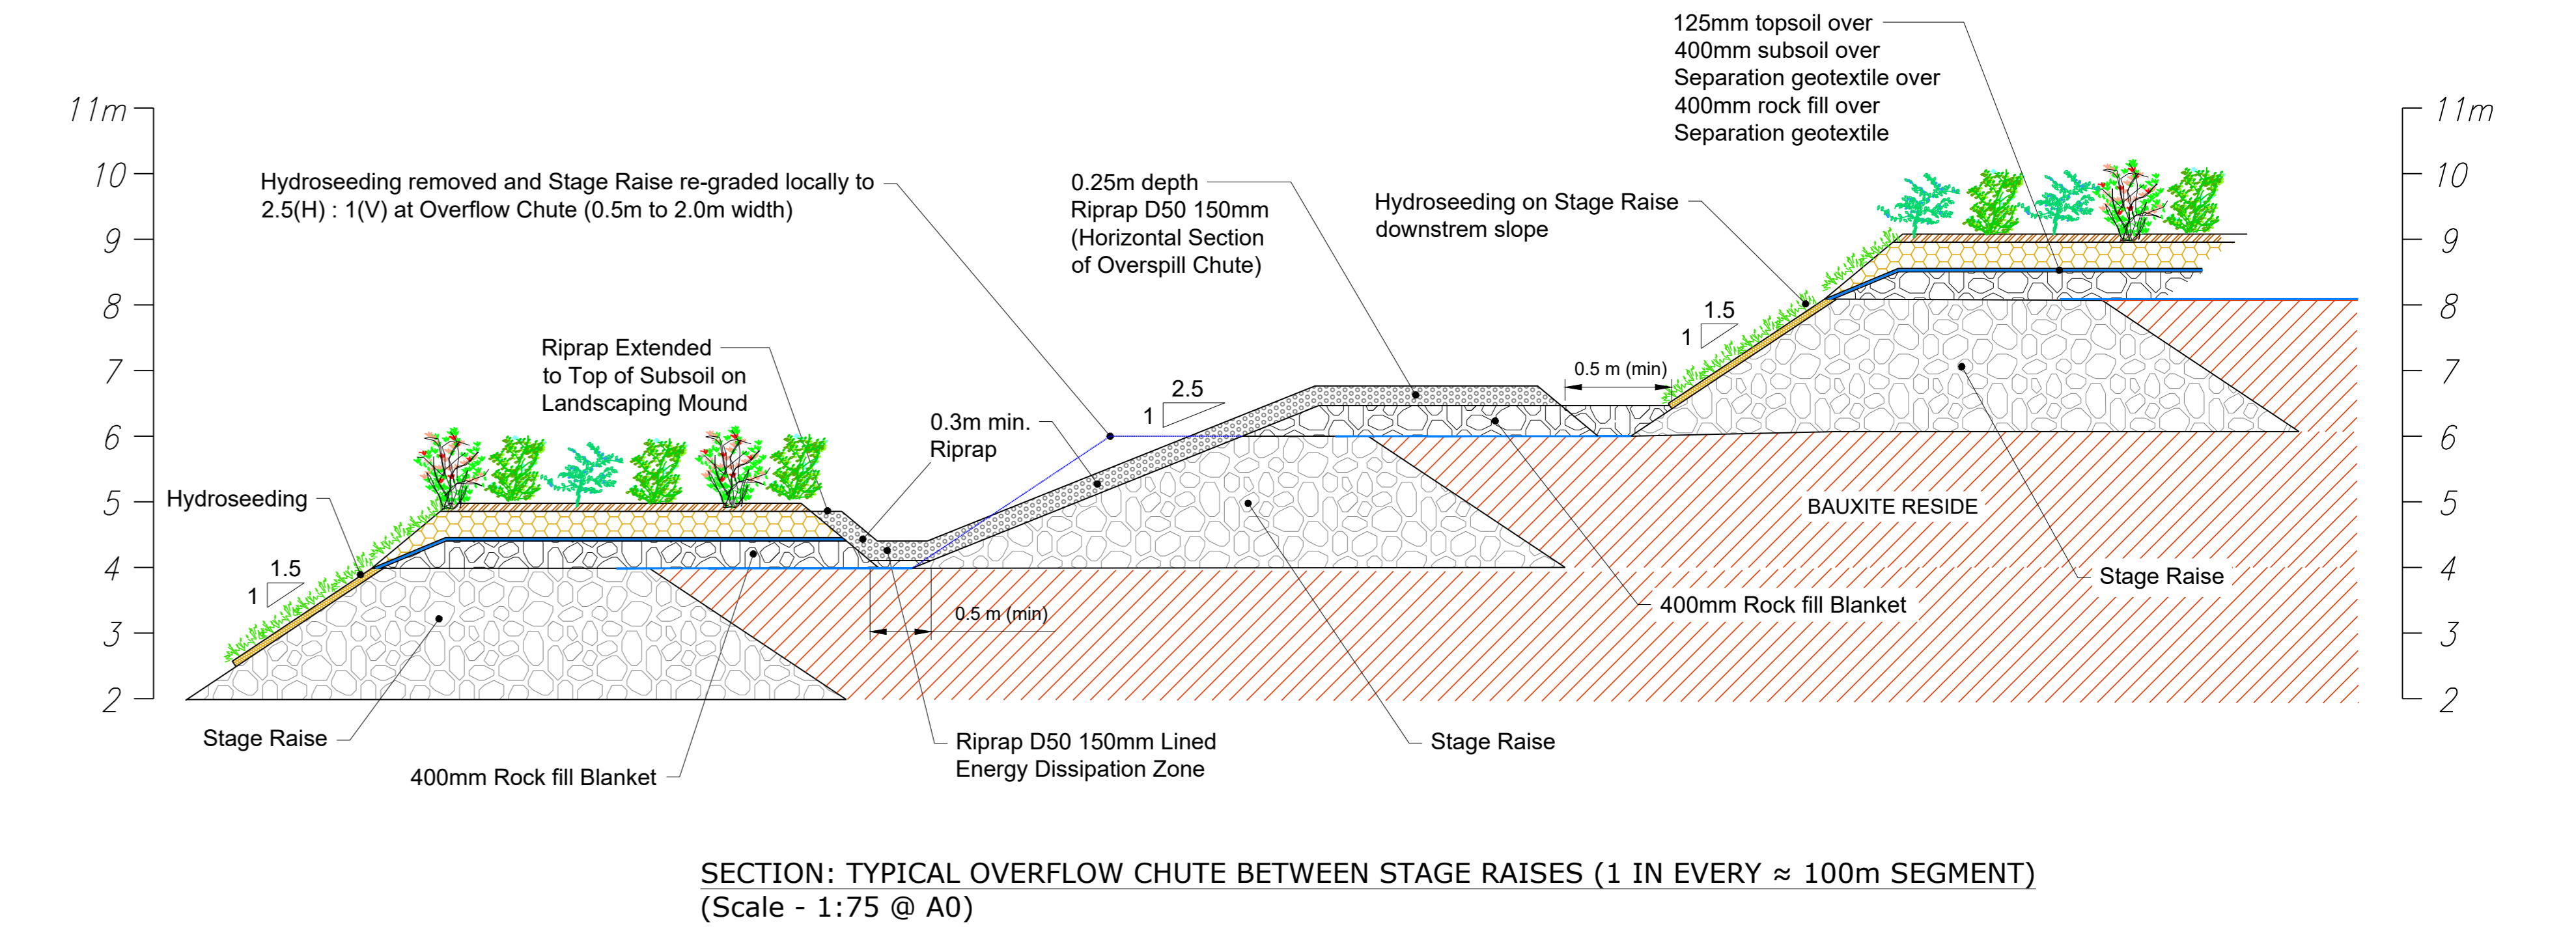 125mm topsoil over
400mm subsoil over
Separation geotextile over
400mm rock fill over
Separation geotextile
11m
10
9
8
7
6
5
4
3
2
11m
10
9
8
7
6
5
4
3
2
Hydroseeding removed and Stage Raise re-graded locally to
2.5(H) : 1(V) at Overflow Chute (0.5m to 2.0m width)
0.25m depth
Riprap D50 150mm
(Horizontal Section
of Overspill Chute)
Hydroseeding on Stage Raise
downstrem slope
1.5
1
Riprap Extended
to Top of Subsoil on
Landscaping Mound
0.5 m (min)
2.5
1
0.3m min.
Riprap
Hydroseeding
BAUXITE RESIDE
1.5
1
Stage Raise
400mm Rock fill Blanket
0.5 m (min)
Stage Raise
400mm Rock fill Blanket
Riprap D50 150mm Lined
Energy Dissipation Zone
Stage Raise
SECTION: TYPICAL OVERFLOW CHUTE BETWEEN STAGE RAISES (1 IN EVERY ≈ 100m SEGMENT)
(Scale - 1:75 @ A0)